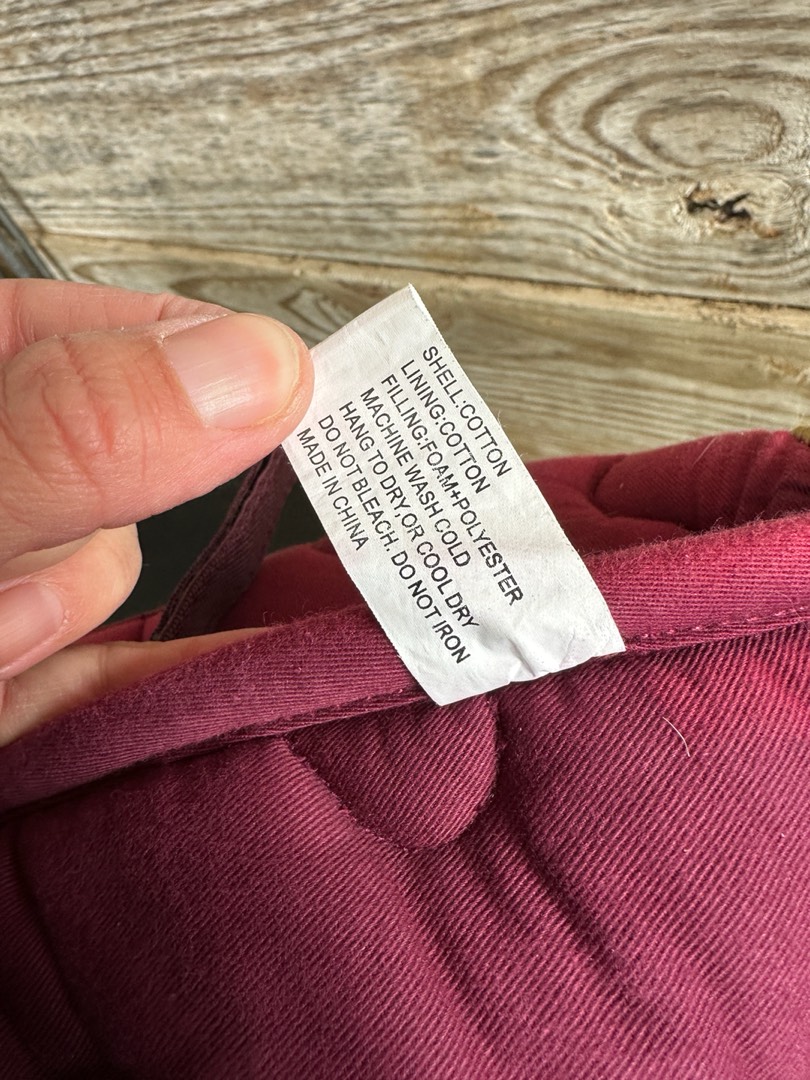 SHELL:COTTON
LINING:COTTON
FILLING:FOAM+POLYESTER
MACHINE WASH COLD
HANG TO DRY,OR COOL DRY
DO NOT BLEACH. DO NOT IRON
MADE IN CHINA